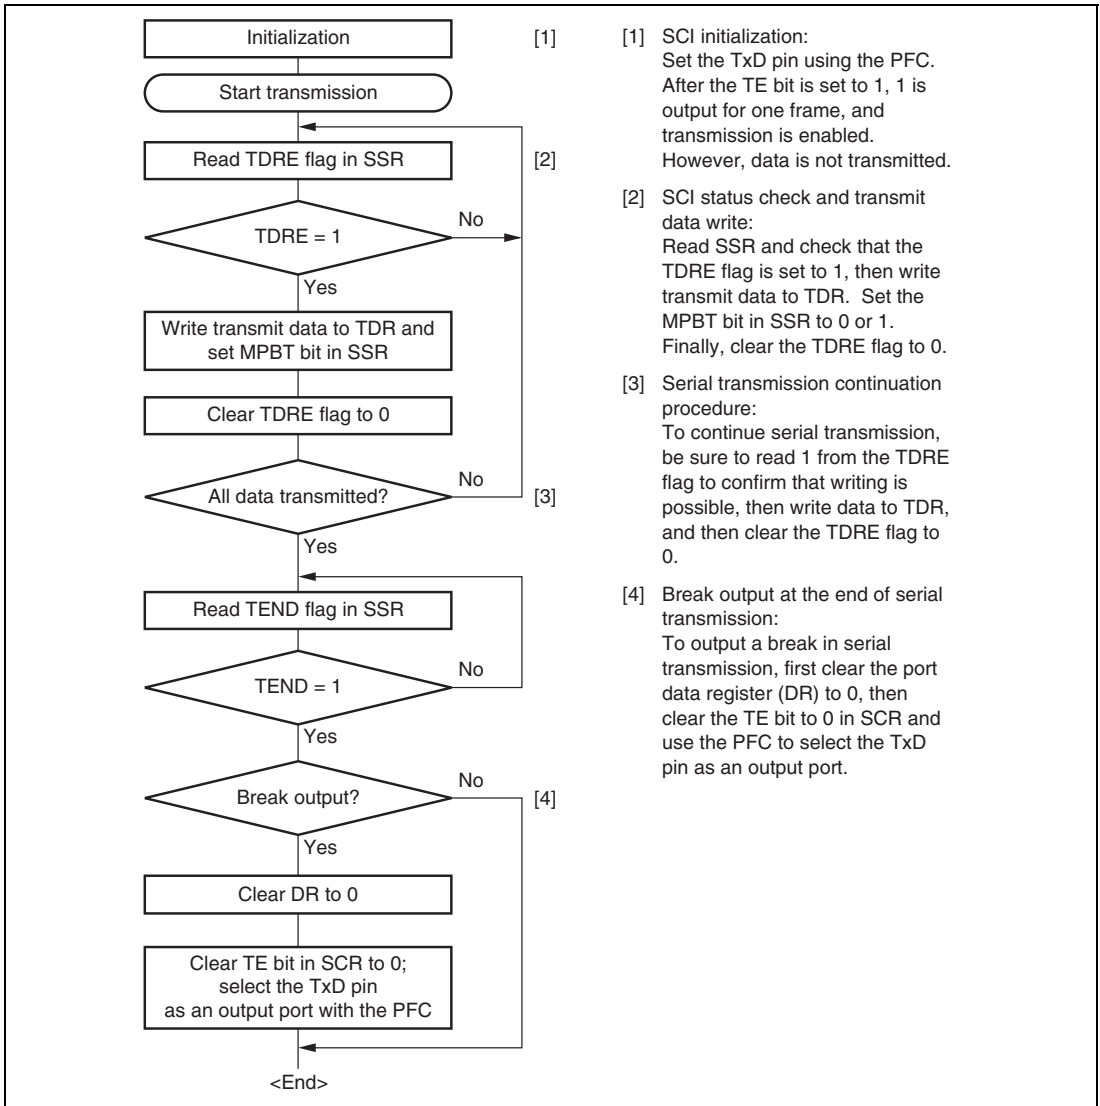 Initialization
[1]
Start transmission
Read TDRE flag in SSR
[2]
TDRE = 1
No
Yes
Write transmit data to TDR and
set MPBT bit in SSR
Clear TDRE flag to 0
All data transmitted?
No
[3]
Yes
Read TEND flag in SSR
TEND = 1
No
Yes
Break output?
No
[4]
Yes
Clear DR to 0
Clear TE bit in SCR to 0;
select the TxD pin
as an output port with the PFC
<End>
[1] SCI initialization:
Set the TxD pin using the PFC.
After the TE bit is set to 1, 1 is
output for one frame, and
transmission is enabled.
However, data is not transmitted.
[2] SCI status check and transmit
data write:
Read SSR and check that the
TDRE flag is set to 1, then write
transmit data to TDR. Set the
MPBT bit in SSR to 0 or 1.
Finally, clear the TDRE flag to 0.
[3] Serial transmission continuation
procedure:
To continue serial transmission,
be sure to read 1 from the TDRE
flag to confirm that writing is
possible, then write data to TDR,
and then clear the TDRE flag to
0.
[4] Break output at the end of serial
transmission:
To output a break in serial
transmission, first clear the port
data register (DR) to 0, then
clear the TE bit to 0 in SCR and
use the PFC to select the TxD
pin as an output port.